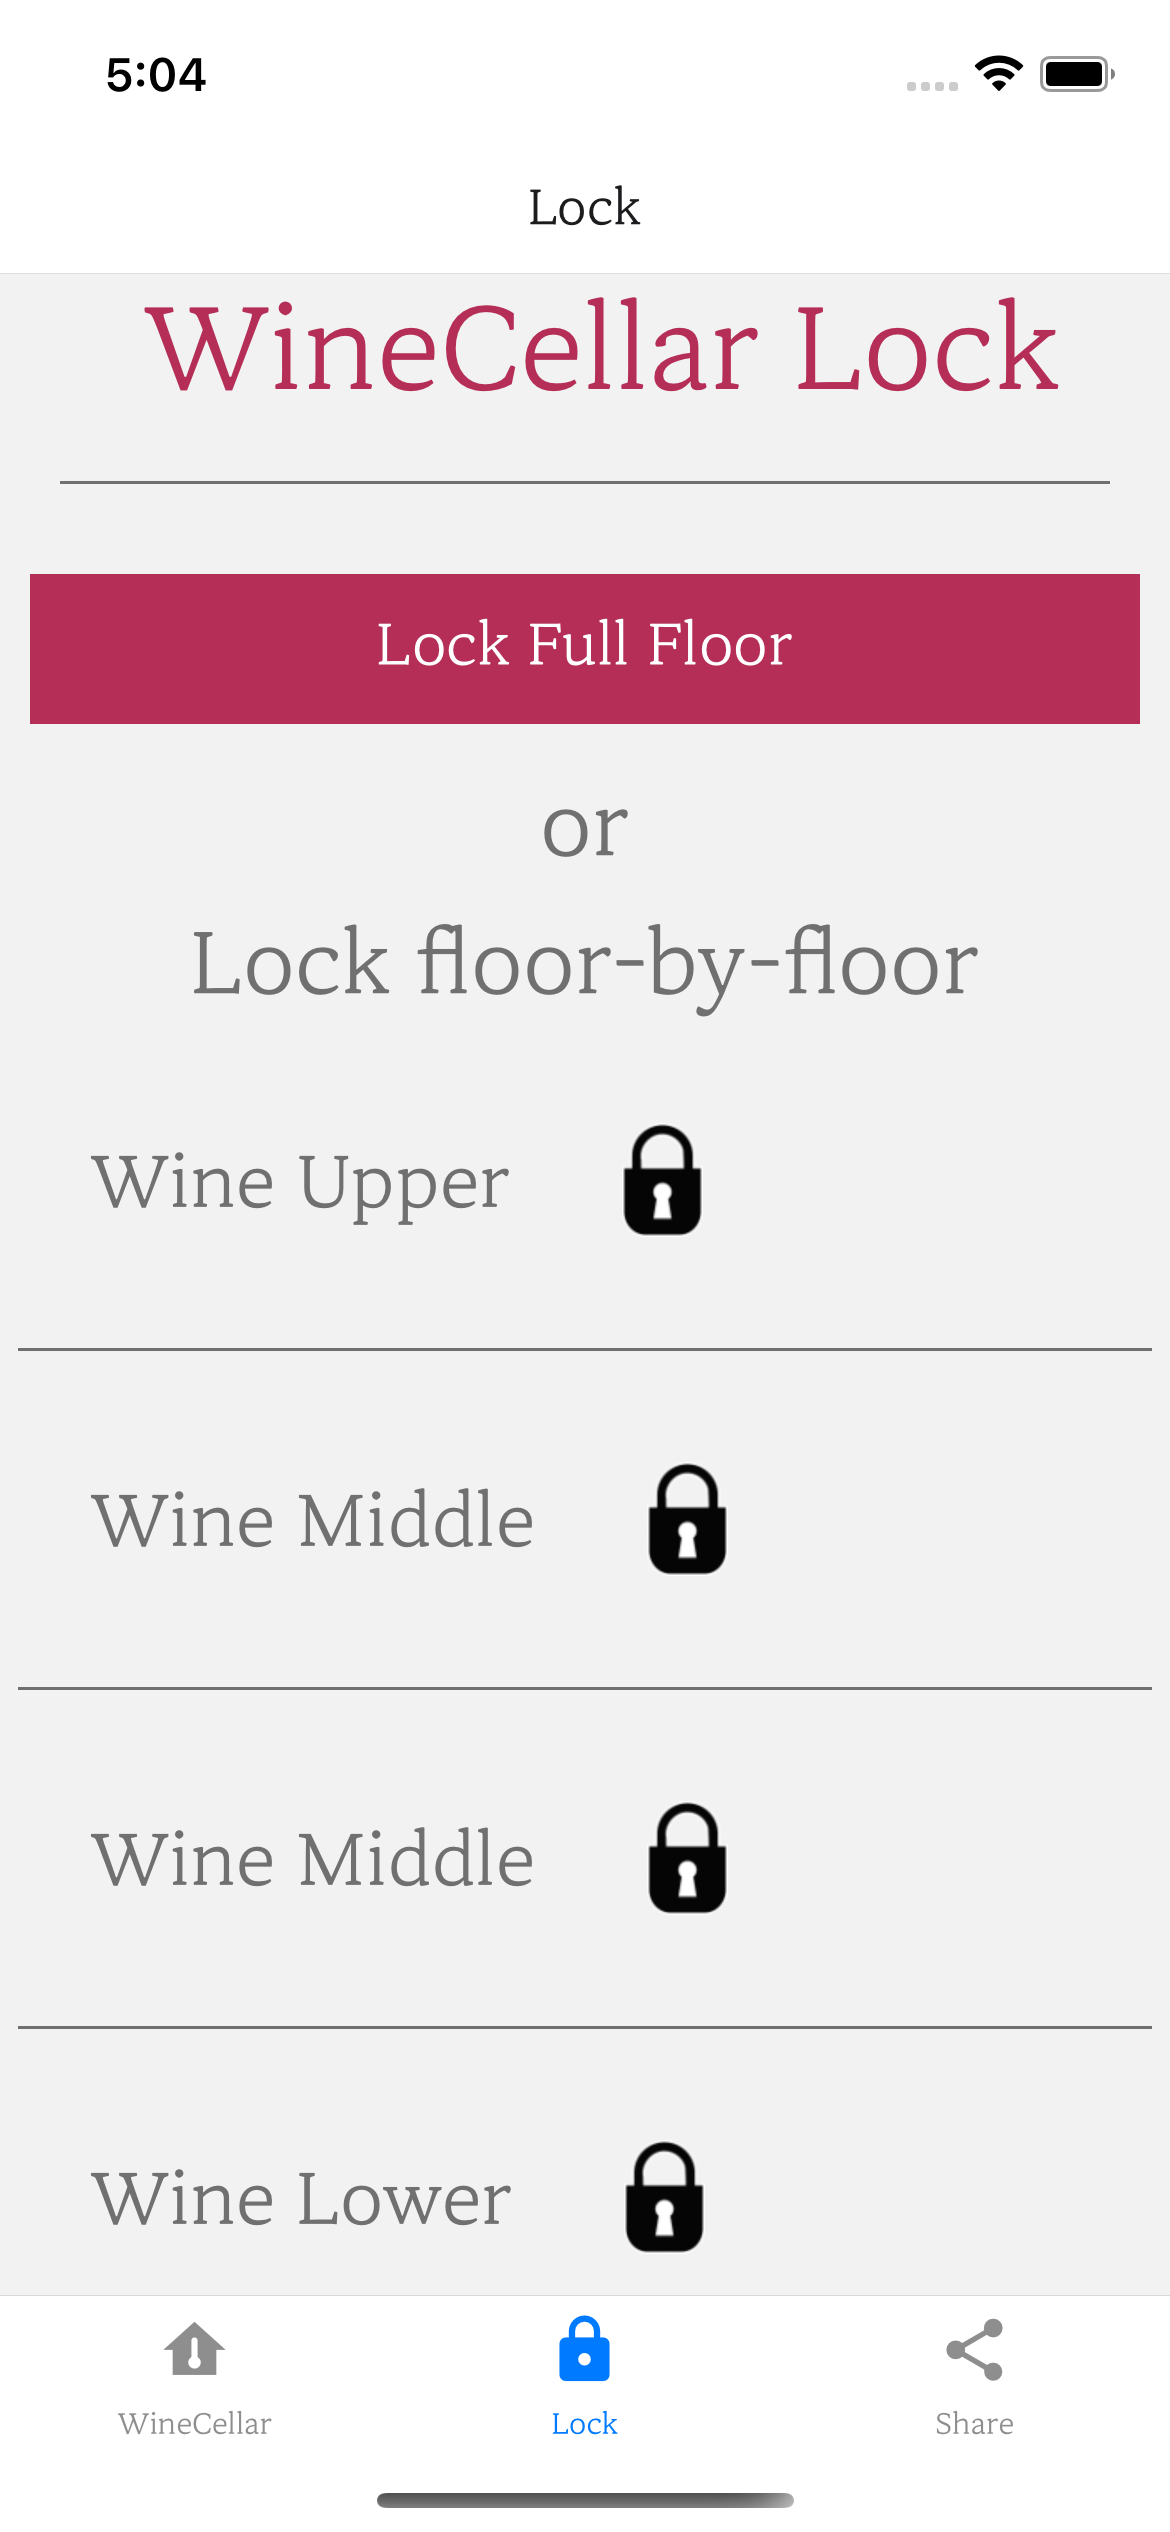 5:04
Lock
WineCellar Lock
Lock Full Floor
or
Lock floor-by-floor
Wine Upper
Wine Middle
Wine Middle
Wine Lower
WineCellar
Lock
Share